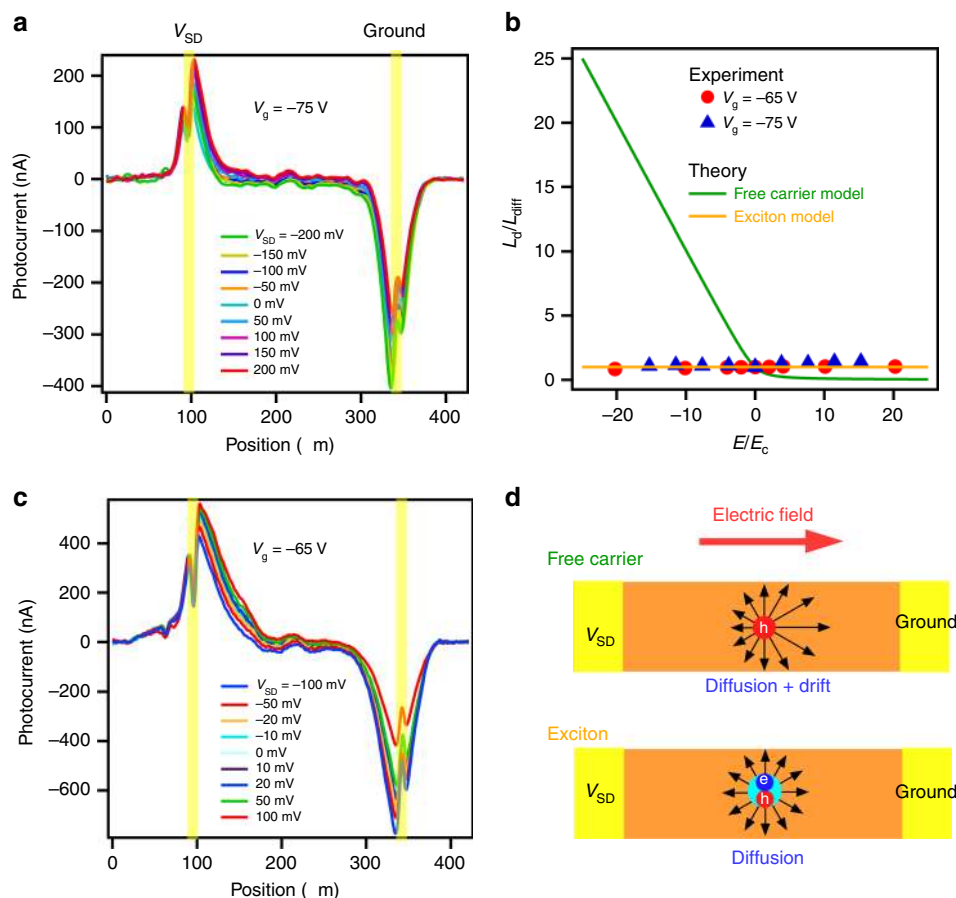 a
V_SD
Ground
V_g = −75 V
Photocurrent (nA)
200
100
0
−100
−200
−300
−400
V_SD = −200 mV
−150 mV
−100 mV
−50 mV
0 mV
50 mV
100 mV
150 mV
200 mV
0
100
200
300
400
Position ( m)
b
L_d/L_diff
25
20
15
10
5
0
Experiment
V_g = −65 V
V_g = −75 V
Theory
Free carrier model
Exciton model
−20
−10
0
10
20
E/E_c
c
V_g = −65 V
Photocurrent (nA)
400
200
0
−200
−400
−600
V_SD = −100 mV
−50 mV
−20 mV
−10 mV
0 mV
10 mV
20 mV
50 mV
100 mV
0
100
200
300
400
Position ( m)
d
Electric field
Free carrier
V_SD
h
Ground
Diffusion + drift
Exciton
V_SD
e
h
Ground
Diffusion